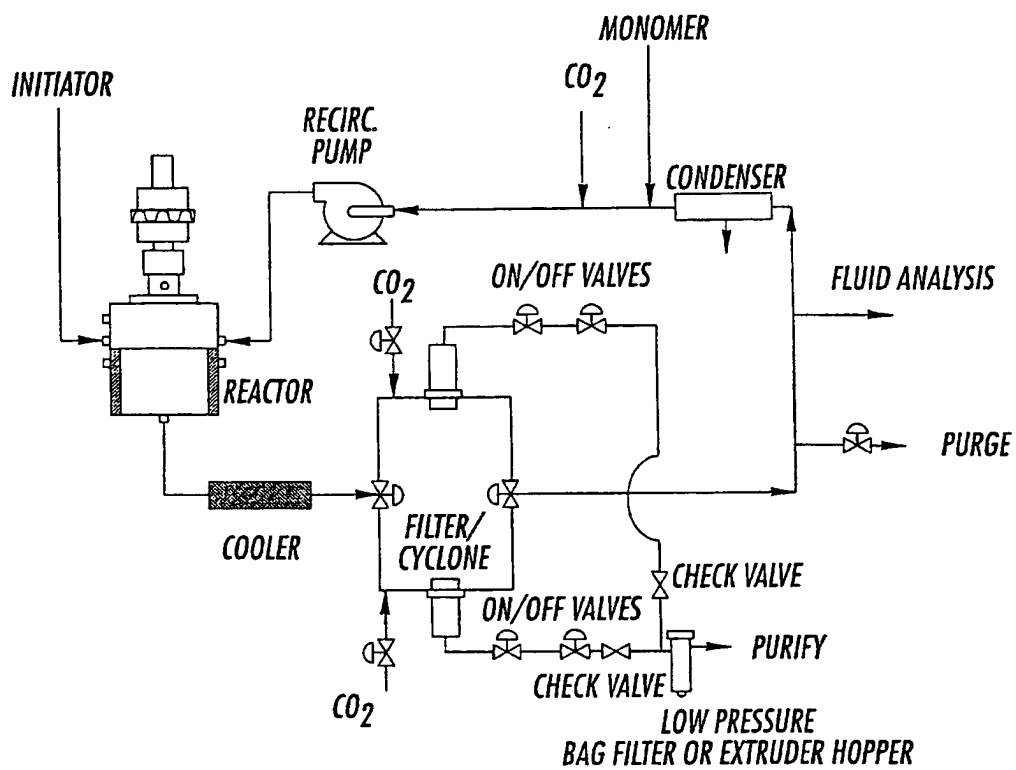 MONOMER
CO2
INITIATOR
RECIRC.
PUMP
CONDENSER
ON/OFF VALVES
CO2
FLUID ANALYSIS
REACTOR
PURGE
FILTER/
CYCLONE
COOLER
CHECK VALVE
ON/OFF VALVES
PURIFY
CHECK VALVE
CO2
LOW PRESSURE
BAG FILTER OR EXTRUDER HOPPER